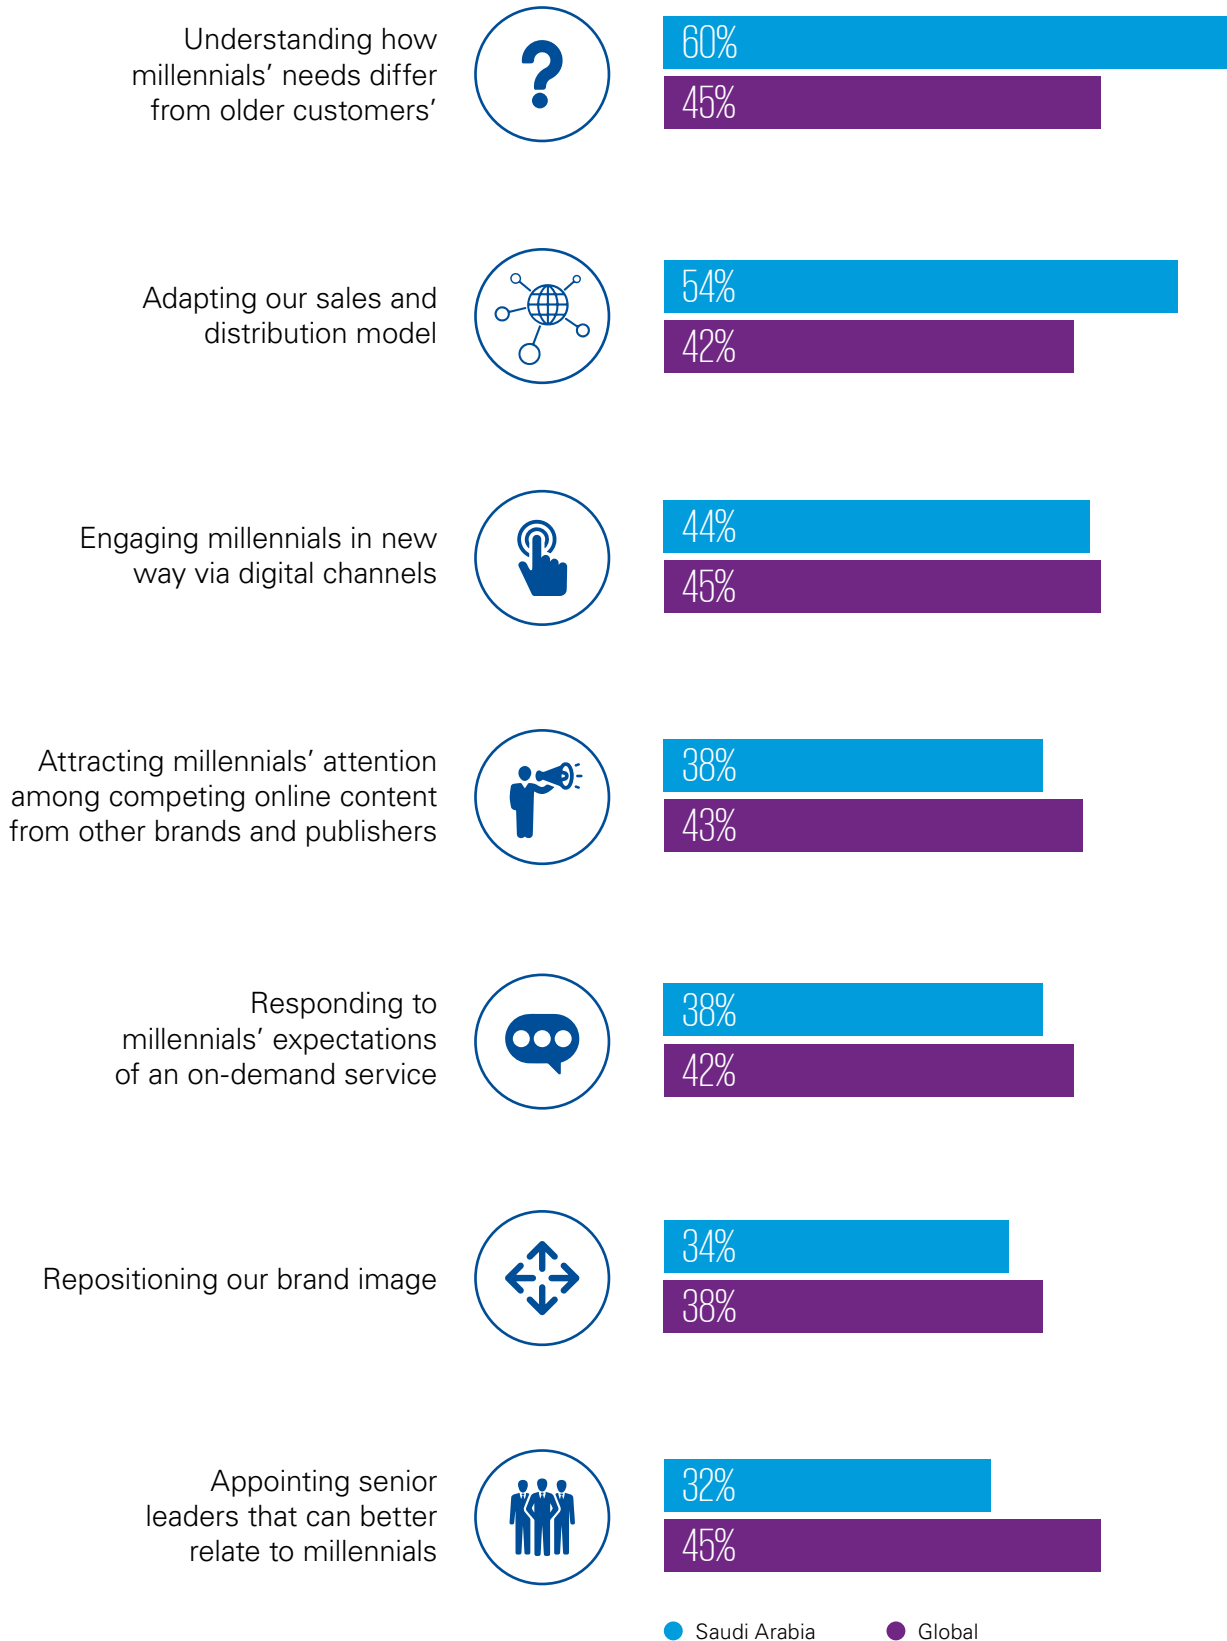 Understanding how
millennials’ needs differ
from older customers’
60%
45%
Adapting our sales and
distribution model
54%
42%
Engaging millennials in new
way via digital channels
44%
45%
Attracting millennials’ attention
among competing online content
from other brands and publishers
38%
43%
Responding to
millennials’ expectations
of an on-demand service
38%
42%
Repositioning our brand image
34%
38%
Appointing senior
leaders that can better
relate to millennials
32%
45%
Saudi Arabia
Global